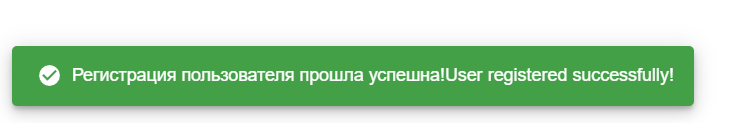 Регистрация пользователя прошла успешна!User registered successfully!